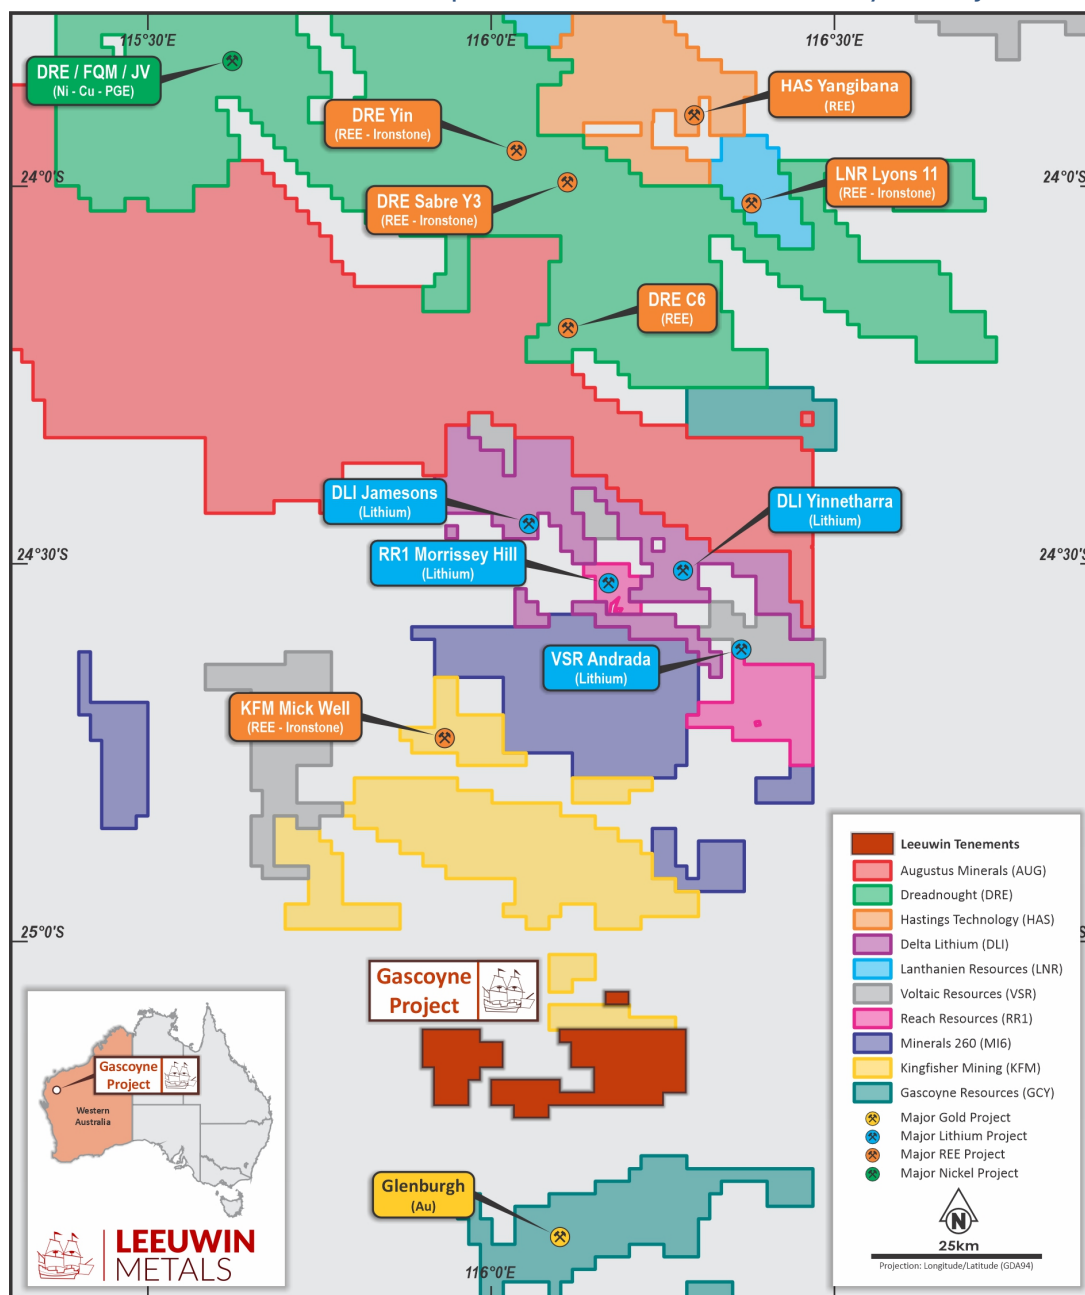 115°30'E
116°0'E
116°30'E
DRE / FQM / JV
(Ni - Cu - PGE)
HAS Yangibana
(REE)
DRE Yin
(REE - Ironstone)
LNR Lyons 11
(REE - Ironstone)
24°0'S
24°0'S
DRE Sabre Y3
(REE - Ironstone)
DRE C6
(REE)
DLI Jamesons
(Lithium)
DLI Yinnetharra
(Lithium)
24°30'S
24°30'S
RR1 Morrissey Hill
(Lithium)
VSR Andrada
(Lithium)
KFM Mick Well
(REE - Ironstone)
25°0'S
Leeuwin Tenements
Augustus Minerals (AUG)
Dreadnought (DRE)
Hastings Technology (HAS)
Delta Lithium (DLI)
Lanthanien Resources (LNR)
Voltaic Resources (VSR)
Reach Resources (RR1)
Minerals 260 (MI6)
Kingfisher Mining (KFM)
Gascoyne Resources (GCY)
Major Gold Project
Major Lithium Project
Major REE Project
Major Nickel Project
N
25km
Projection: Longitude/Latitude (GDA94)
Gascoyne
Project
Gascoyne
Project
Western
Australia
LEEUWIN
METALS
Glenburgh
(Au)
116°0'E